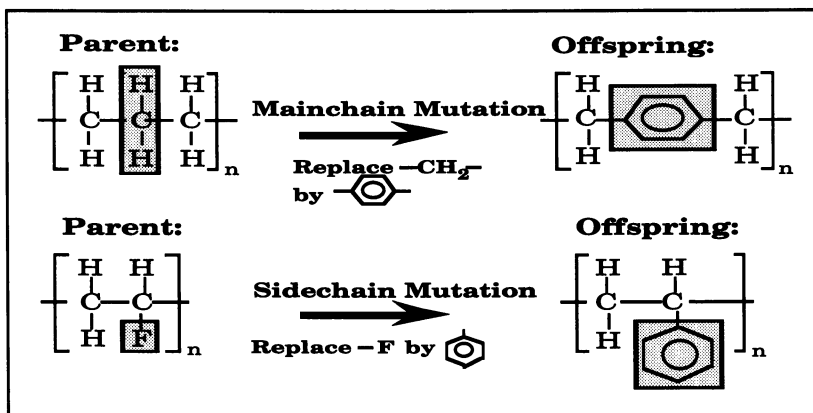 Parent:
Offspring:
H H H
C C C
H H H
n
Mainchain Mutation
Replace –CH2–
by
H H
C C
H H
n
Parent:
Offspring:
H H
C C
H F
n
Sidechain Mutation
Replace –F by
H H
C C
H
n